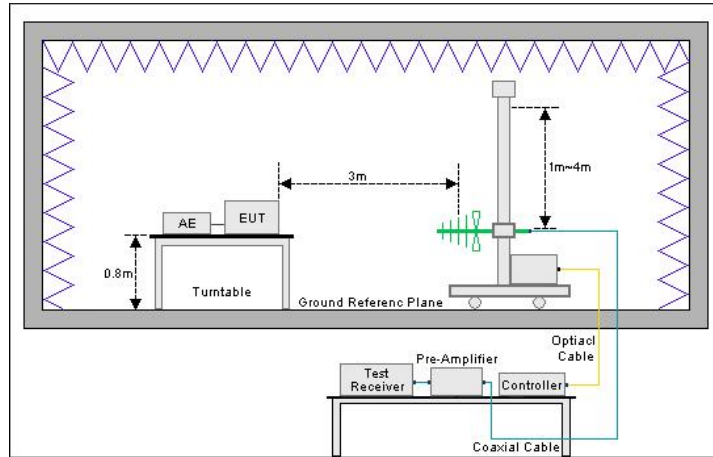 3m
1m~4m
AE
EUT
0.8m
Turntable
Ground Referenc Plane
Optiacl
Cable
Pre-Amplifier
Test
Receiver
Controller
Coaxial Cable